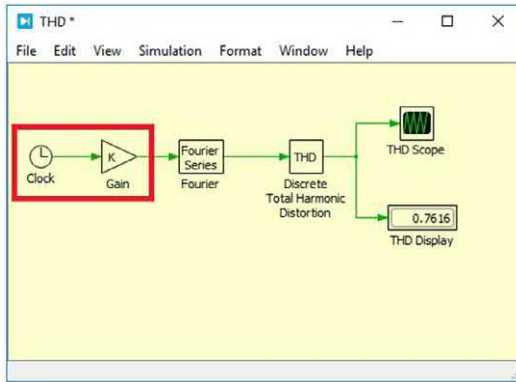 THD *
File Edit View Simulation Format Window Help
Clock
K
Gain
Fourier
Series
Fourier
THD
Discrete
Total Harmonic
Distortion
THD Scope
0.7616
THD Display